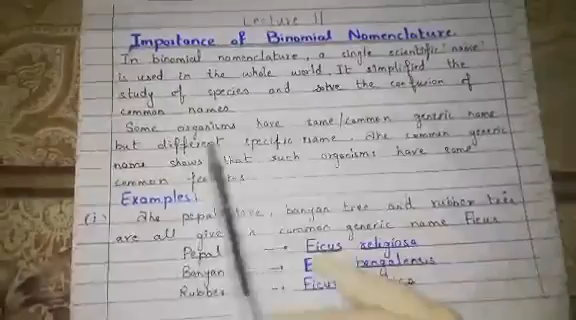 Lecture 11
Importance of Binomial Nomenclature
In binomial nomenclature, a single scientific name
is used in the whole world. It simplified the
study of species and solve the confusion of
common names
Some organisms have same/common generic name
but different specific name. The common generic
name shows that such organisms have some
common
Examples:
(i) The pepal, banyan tree and rubber tree
are all common generic name Ficus
Pepal → Ficus religiosa
Banyan → bengalensis
Rubber → Ficus